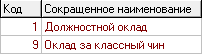 Код Сокращенное наименование
1 Должностной оклад
9 Оклад за классный чин